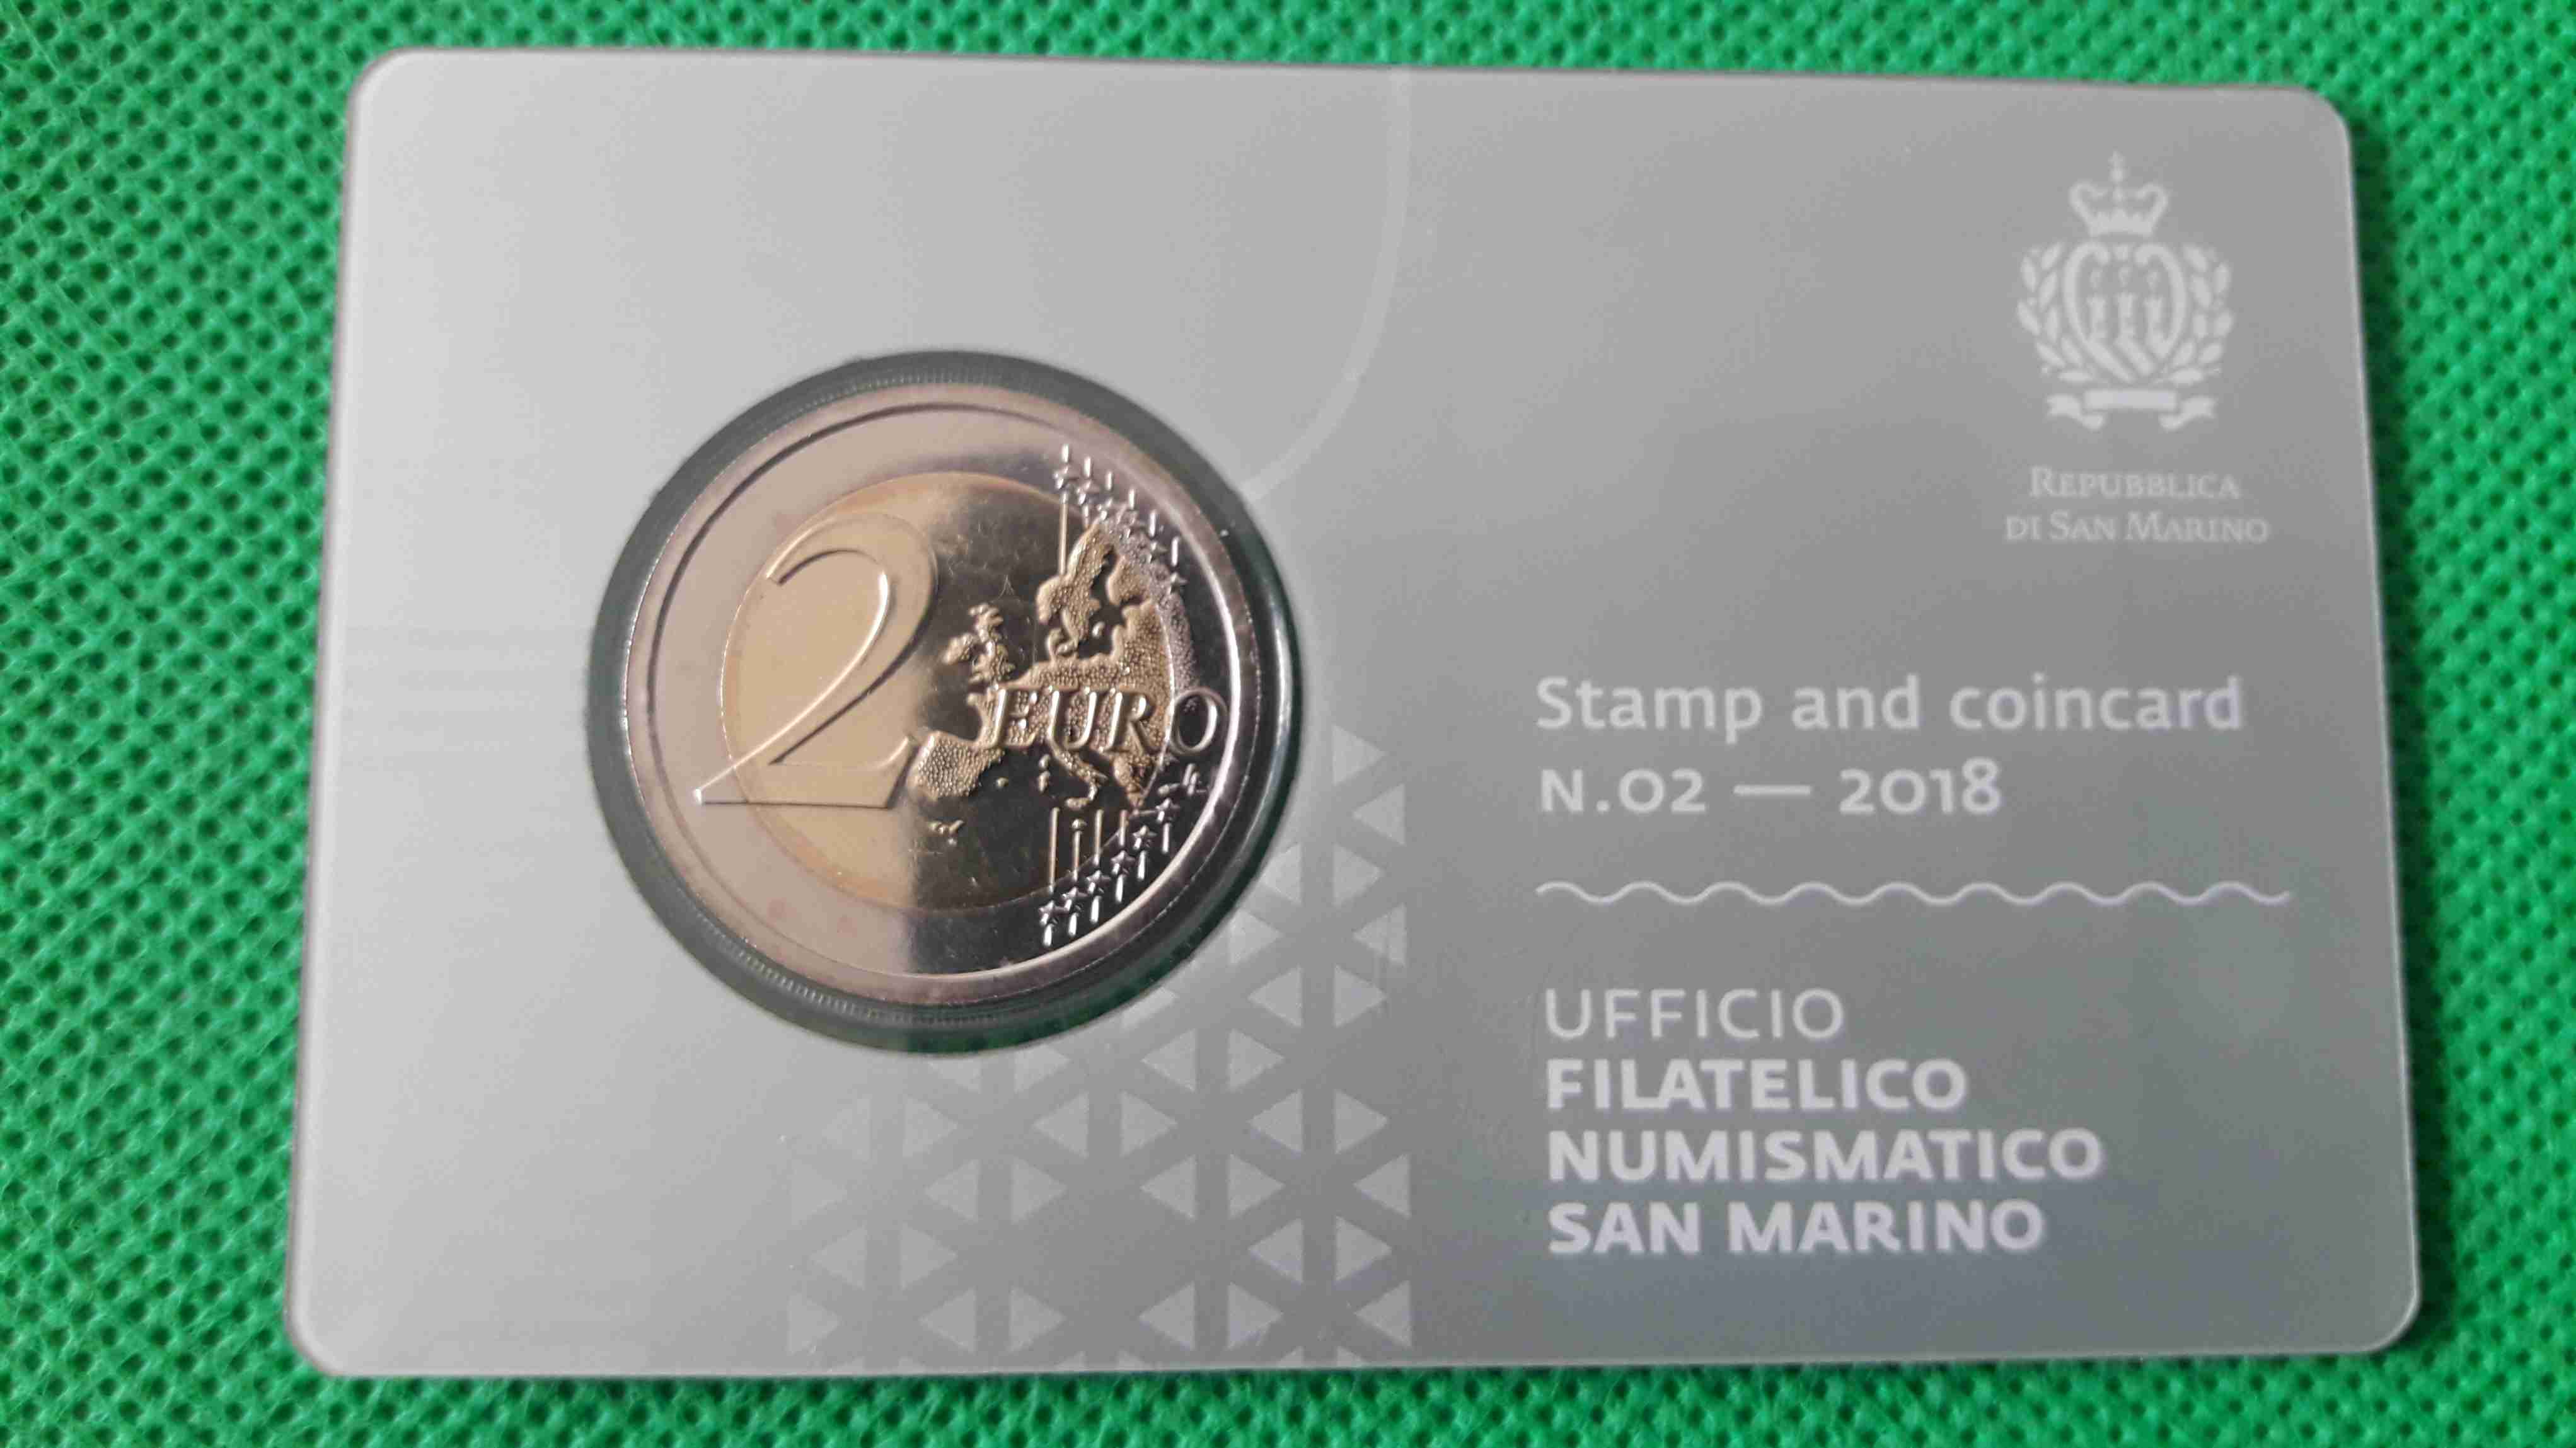 2 EURO
REPUBBLICA
DI SAN MARINO
Stamp and coincard
N.02 — 2018
UFFICIO
FILATELICO
NUMISMATICO
SAN MARINO